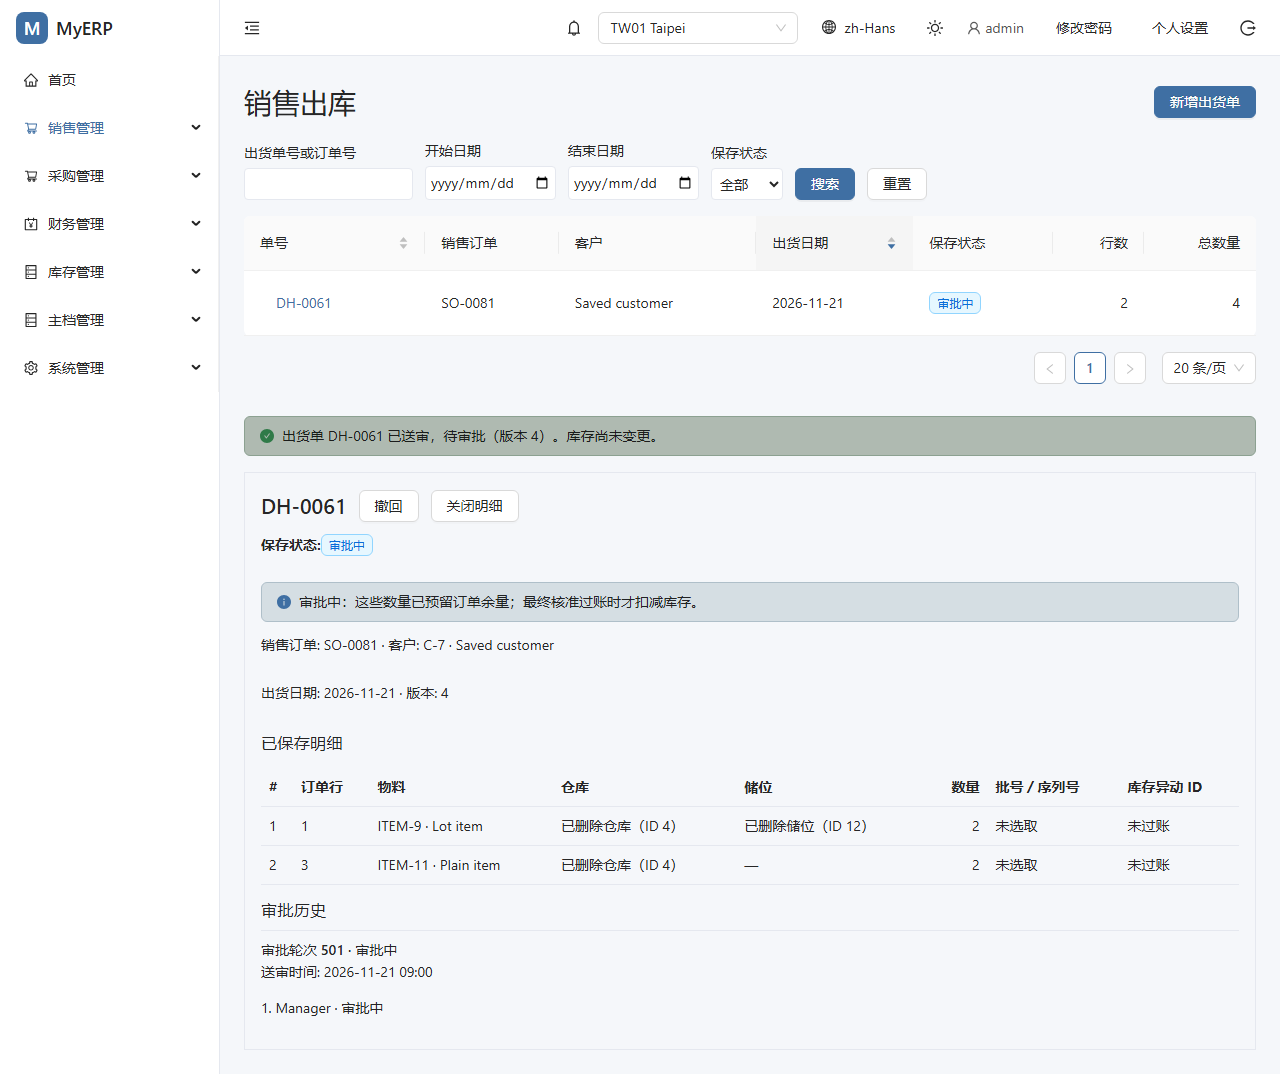 M MyERP
TW01 Taipei
zh-Hans
admin
修改密码
个人设置
首页
销售管理
采购管理
财务管理
库存管理
主档管理
系统管理
销售出库
新增出货单
出货单号或订单号
开始日期
结束日期
保存状态
yyyy/mm/dd
yyyy/mm/dd
全部
搜索
重置
单号 销售订单 客户 出货日期 保存状态 行数 总数量
DH-0061 SO-0081 Saved customer 2026-11-21 审批中 2 4
1
20 条/页
出货单 DH-0061 已送审，待审批（版本 4）。库存尚未变更。
DH-0061 撤回 关闭明细
保存状态: 审批中
审批中：这些数量已预留订单余量；最终核准过账时才扣减库存。
销售订单: SO-0081 · 客户: C-7 · Saved customer
出货日期: 2026-11-21 · 版本: 4
已保存明细
# 订单行 物料 仓库 储位 数量 批号 / 序列号 库存异动 ID
1 1 ITEM-9 · Lot item 已删除仓库（ID 4） 已删除储位（ID 12） 2 未选取 未过账
2 3 ITEM-11 · Plain item 已删除仓库（ID 4） — 2 未选取 未过账
审批历史
审批轮次 501 · 审批中
送审时间: 2026-11-21 09:00
1. Manager · 审批中